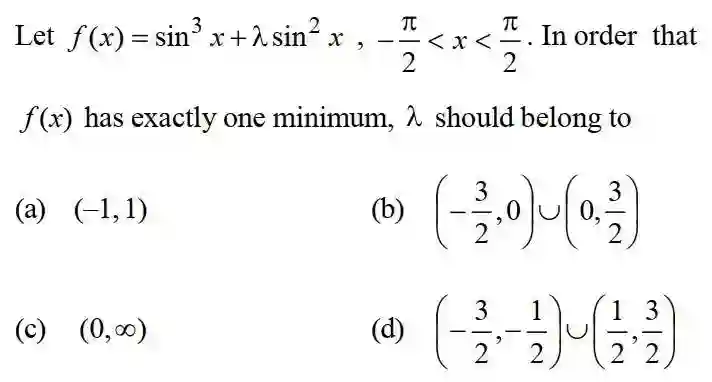 Let f(x) = sin³ x + λ sin² x , -π/2 < x < π/2 . In order that
f(x) has exactly one minimum, λ should belong to
(a) (–1, 1) (b) (-3/2, 0) ∪ (0, 3/2)
(c) (0, ∞) (d) (-3/2, -1/2) ∪ (1/2, 3/2)